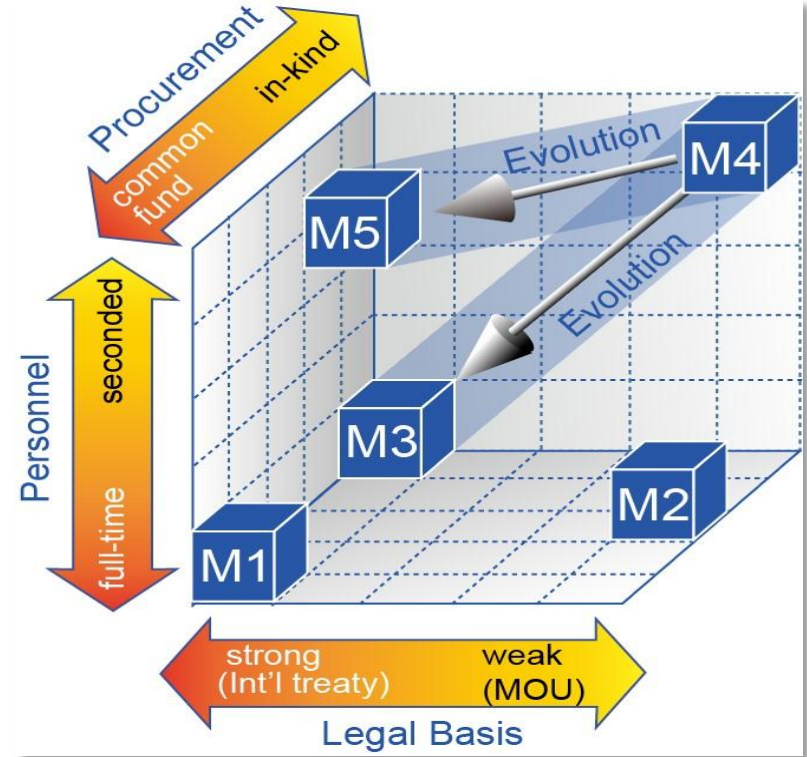 Procurement
in-kind
common
fund
Evolution
M4
M5
Evolution
seconded
Personnel
full-time
M3
M2
M1
strong
(Int'l treaty)
weak
(MOU)
Legal Basis